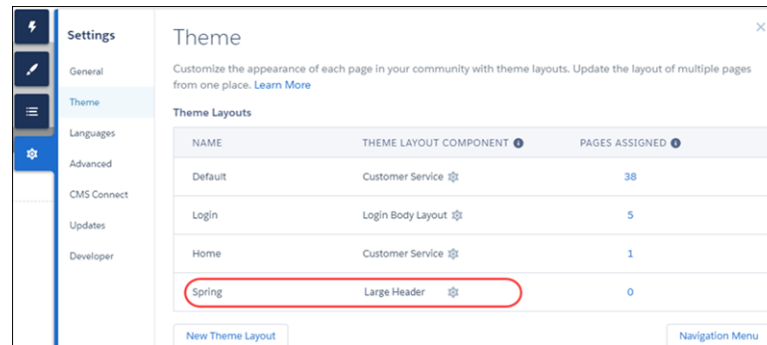 Settings
General
Theme
Languages
Advanced
CMS Connect
Updates
Developer
Theme
Customize the appearance of each page in your community with theme layouts. Update the layout of multiple pages
from one place. Learn More
Theme Layouts
NAME THEME LAYOUT COMPONENT PAGES ASSIGNED
Default Customer Service 38
Login Login Body Layout 5
Home Customer Service 1
Spring Large Header 0
New Theme Layout Navigation Menu